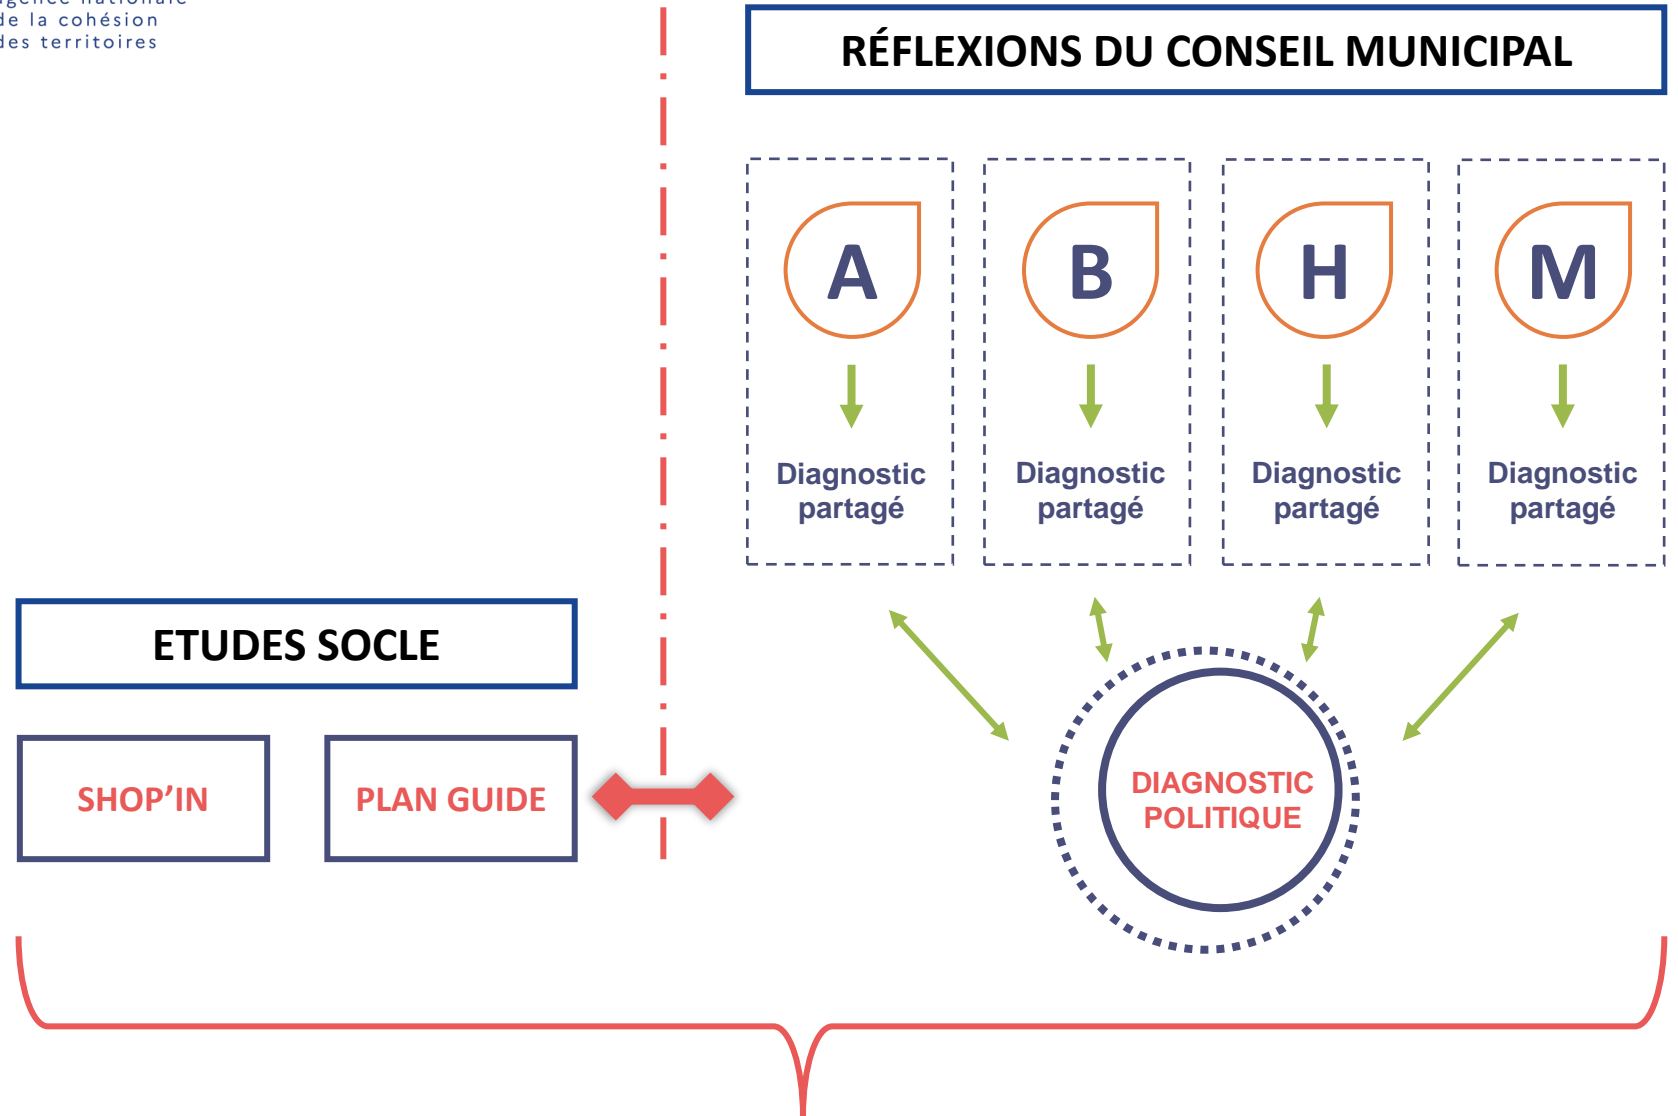 de la cohésion
des territoires
RÉFLEXIONS DU CONSEIL MUNICIPAL
A
B
H
M
Diagnostic
partagé
Diagnostic
partagé
Diagnostic
partagé
Diagnostic
partagé
ETUDES SOCLE
SHOP’IN
PLAN GUIDE
DIAGNOSTIC
POLITIQUE